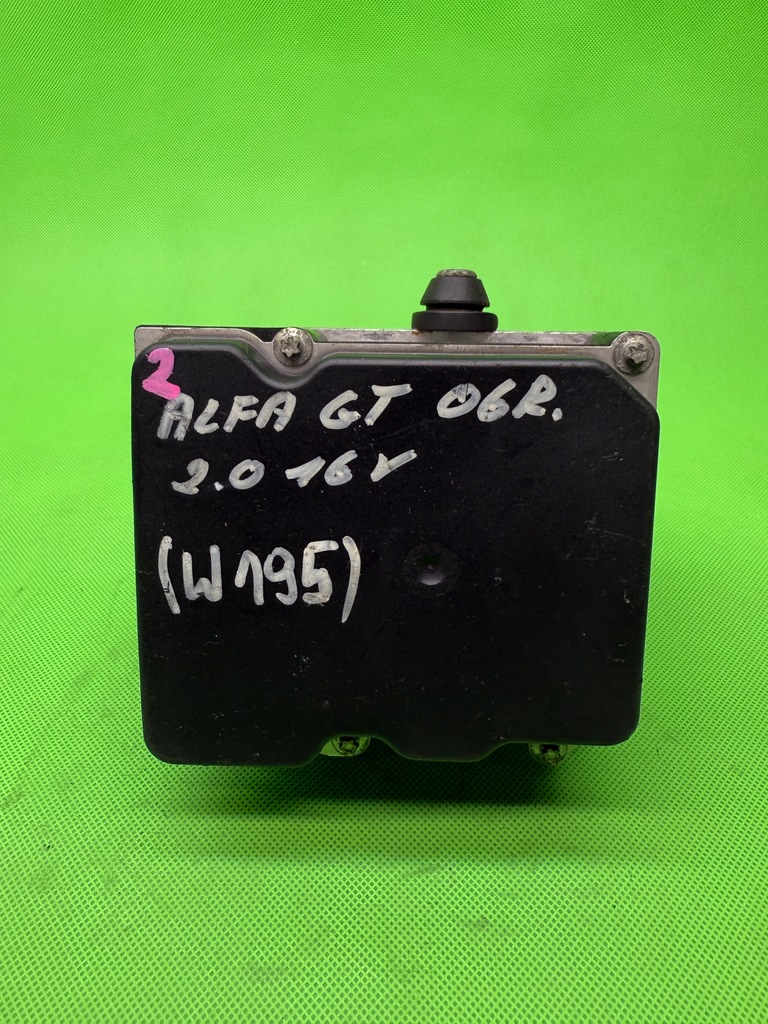 2
ALFA GT 06R.
2.0 16V
(W195)